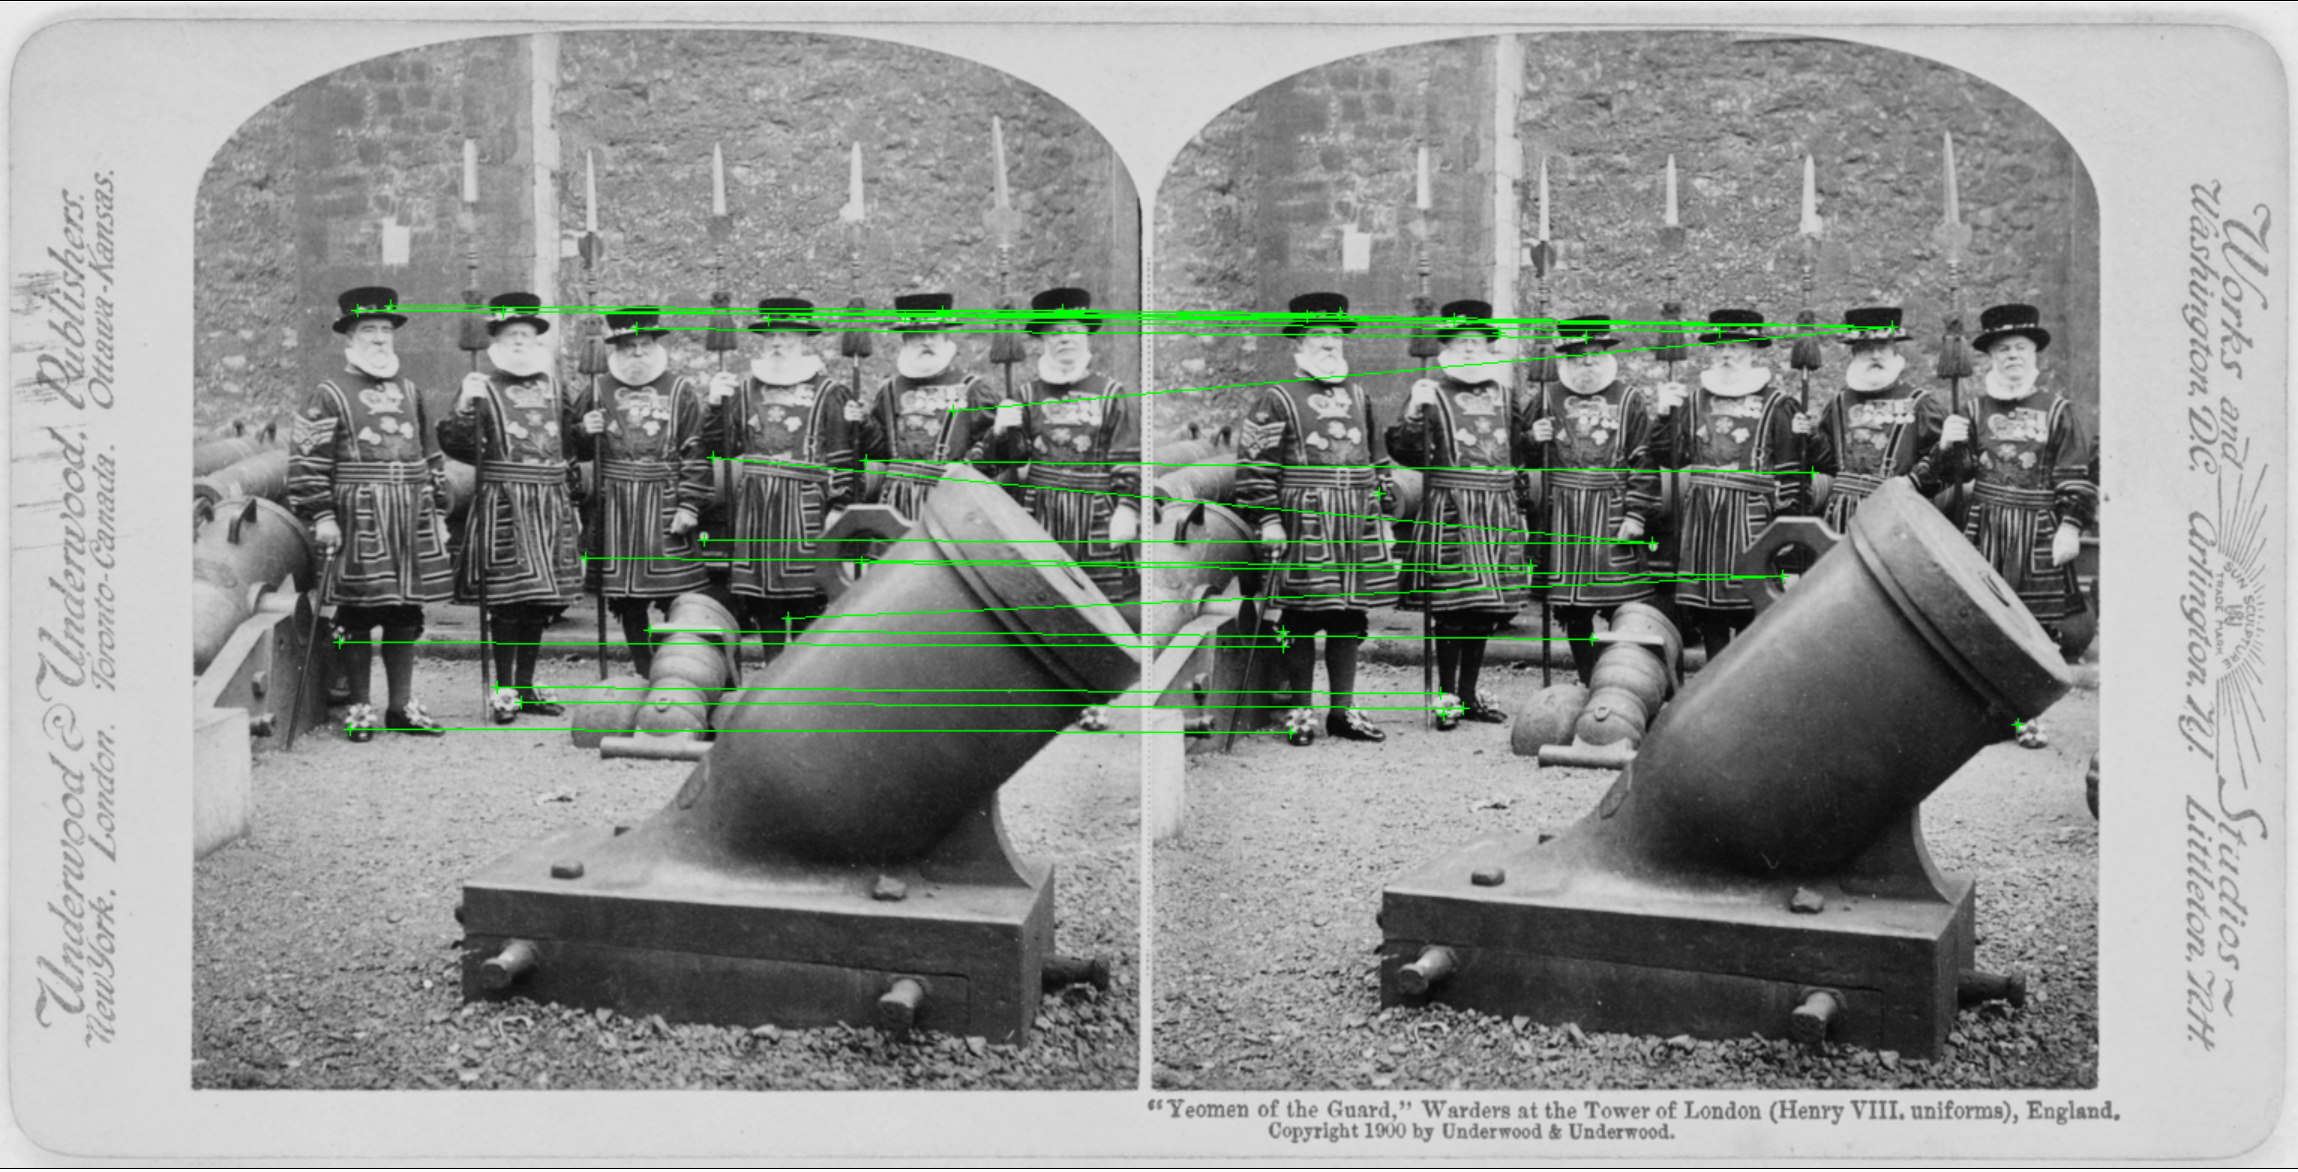 Underwood & Underwood, Publishers.
New York. London. Toronto-Canada. Ottawa-Kansas.
Works and Studios ~
Washington, D.C. Arlington, N.J. Littleton, N.H.
SUN SCULPTURE
TRADE MARK
“Yeomen of the Guard,” Warders at the Tower of London (Henry VIII. uniforms), England.
Copyright 1900 by Underwood & Underwood.